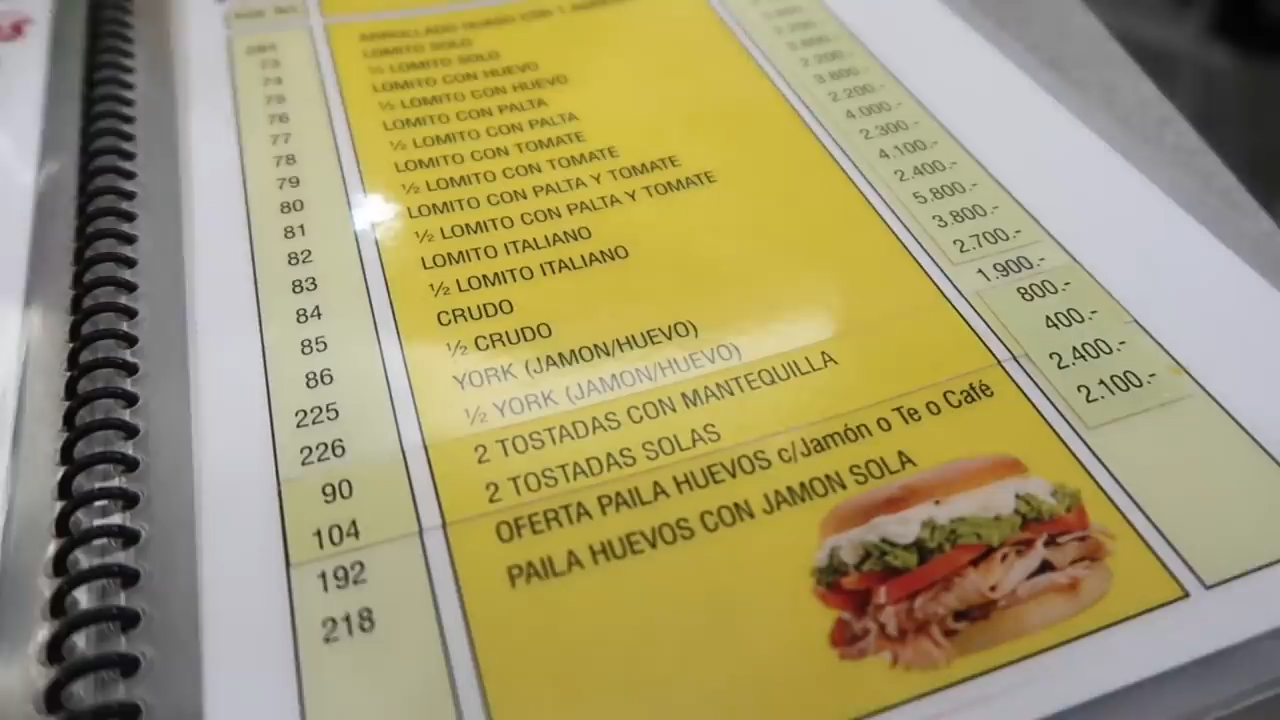 ARROLLADO HUASO CON 1
73 LOMITO SOLO
74 ½ LOMITO SOLO
75 LOMITO CON HUEVO
76 ½ LOMITO CON HUEVO
77 LOMITO CON PALTA
78 ½ LOMITO CON PALTA 2.200.-
79 LOMITO CON TOMATE 3.800.-
80 ½ LOMITO CON TOMATE 2.200.-
81 LOMITO CON PALTA Y TOMATE 4.000.-
82 ½ LOMITO CON PALTA Y TOMATE 2.300.-
83 LOMITO ITALIANO 4.100.-
84 ½ LOMITO ITALIANO 2.400.-
85 CRUDO 5.800.-
86 ½ CRUDO 3.800.-
225 YORK (JAMON/HUEVO) 2.700.-
226 ½ YORK (JAMON/HUEVO) 1.900.-
90 2 TOSTADAS CON MANTEQUILLA 800.-
104 2 TOSTADAS SOLAS 400.-
192 OFERTA PAILA HUEVOS c/Jamón o Te o Café 2.400.-
218 PAILA HUEVOS CON JAMON SOLA 2.100.-